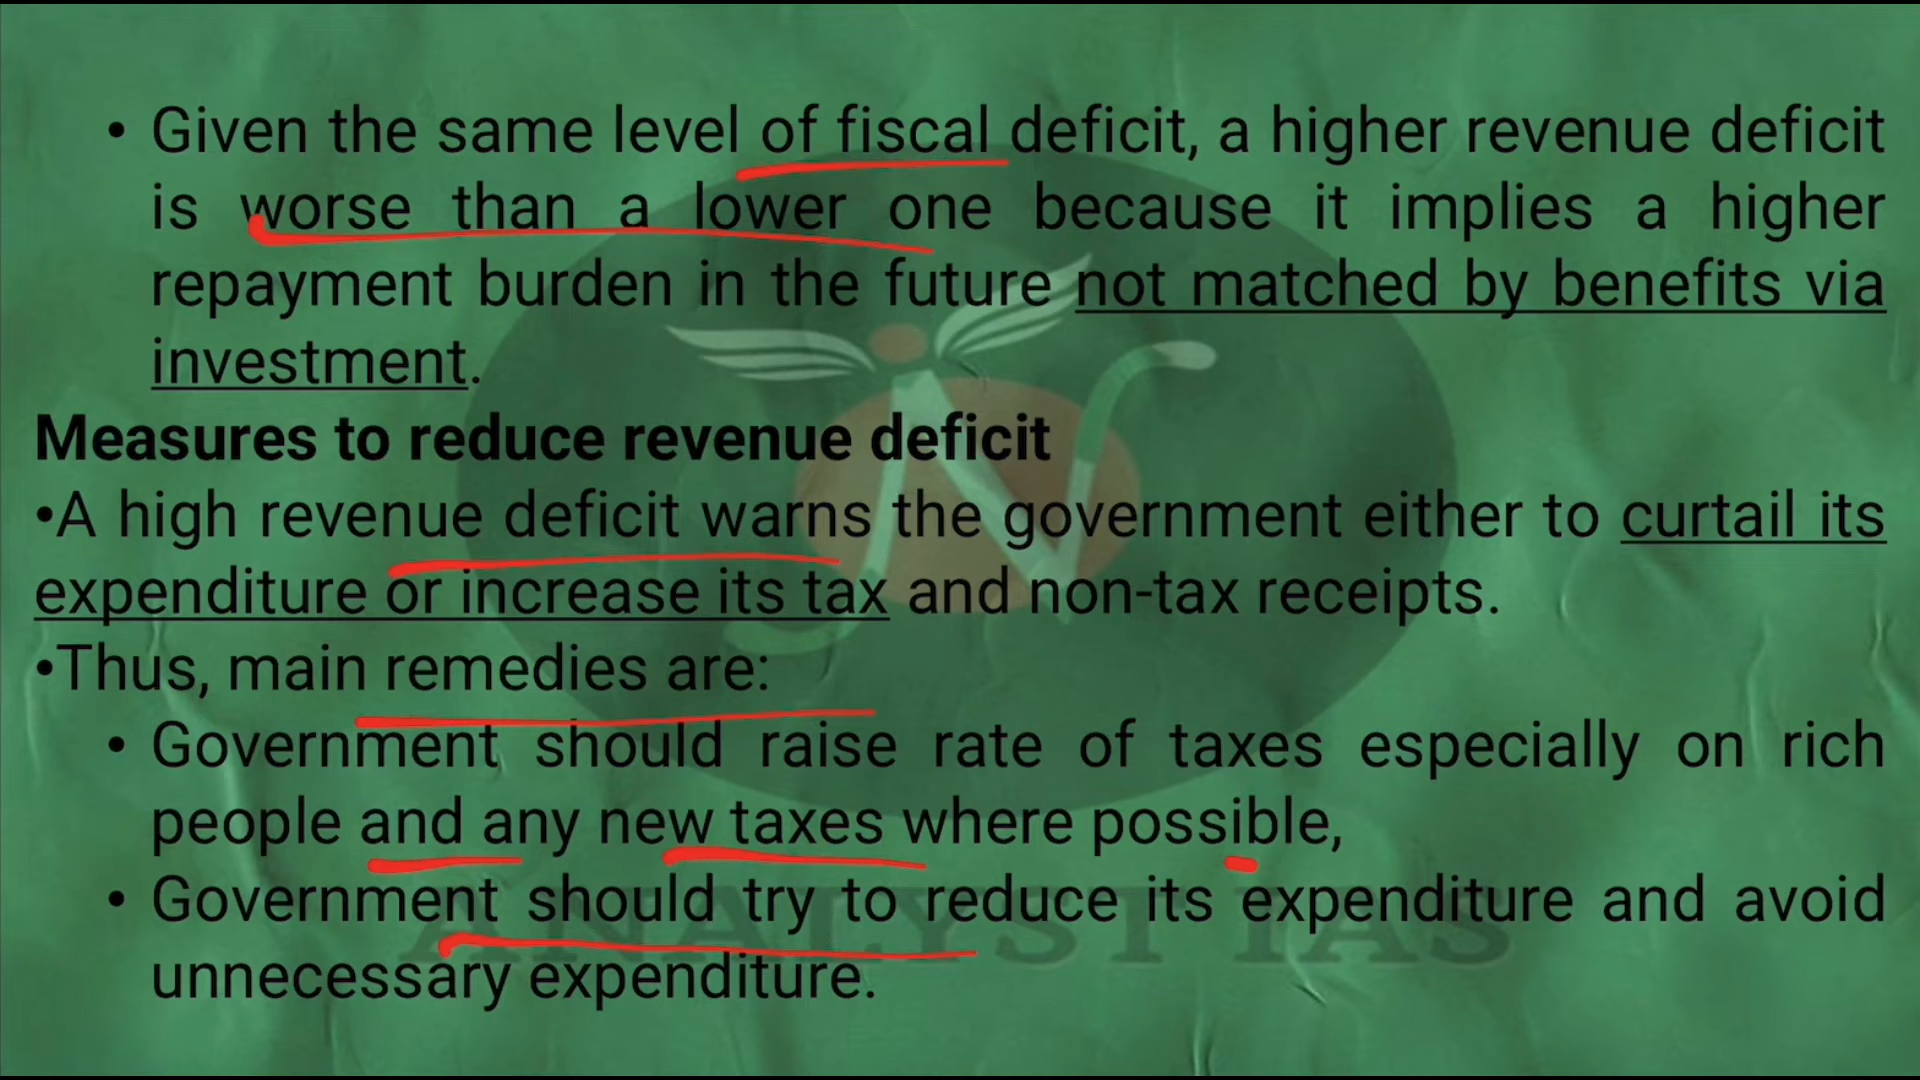 • Given the same level of fiscal deficit, a higher revenue deficit
is worse than a lower one because it implies a higher
repayment burden in the future not matched by benefits via
investment.
Measures to reduce revenue deficit
•A high revenue deficit warns the government either to curtail its
expenditure or increase its tax and non-tax receipts.
•Thus, main remedies are:
• Government should raise rate of taxes especially on rich
people and any new taxes where possible,
• Government should try to reduce its expenditure and avoid
unnecessary expenditure.
ANALYST IAS